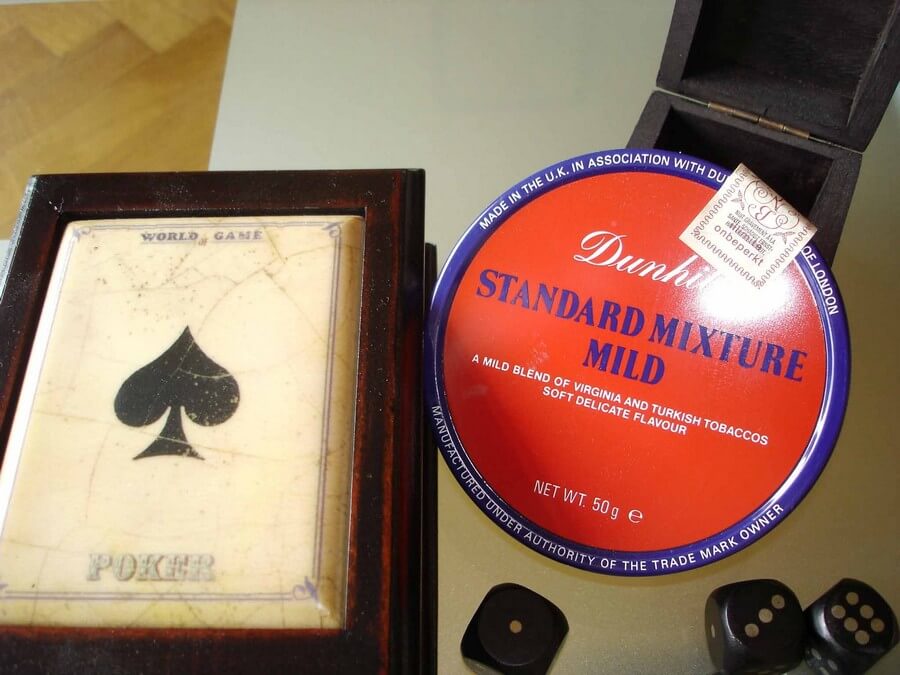 WORLD of GAME
POKER
MADE IN THE U.K. IN ASSOCIATION WITH
OF LONDON
STANDARD MIXTURE
MILD
A MILD BLEND OF VIRGINIA AND TURKISH TOBACCOS
SOFT DELICATE FLAVOUR
NET WT. 50g ℮
MANUFACTURED UNDER AUTHORITY OF THE TRADE MARK OWNER
onbeperkt